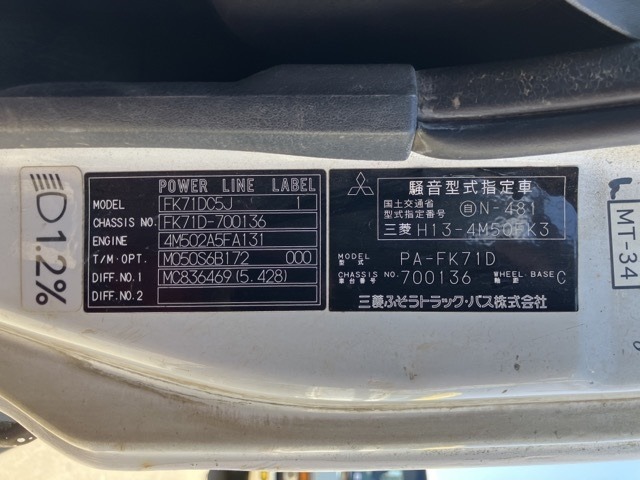 1.2%
POWER LINE LABEL
MODEL FK71DC5J 1
CHASSIS NO. FK71D-700136
ENGINE 4M502A5FA131
T/M·OPT. M050S6B172 000
DIFF.NO.1 MC836469(5.428)
DIFF.NO.2
騒音型式指定車
国土交通省
型式指定番号 自N-481
三菱 H13-4M50FK3
MODEL 型式 PA-FK71D
CHASSIS NO. 車台番号 700136 WHEEL-BASE 軸距 C
三菱ふそうトラック・バス株式会社
MT-34